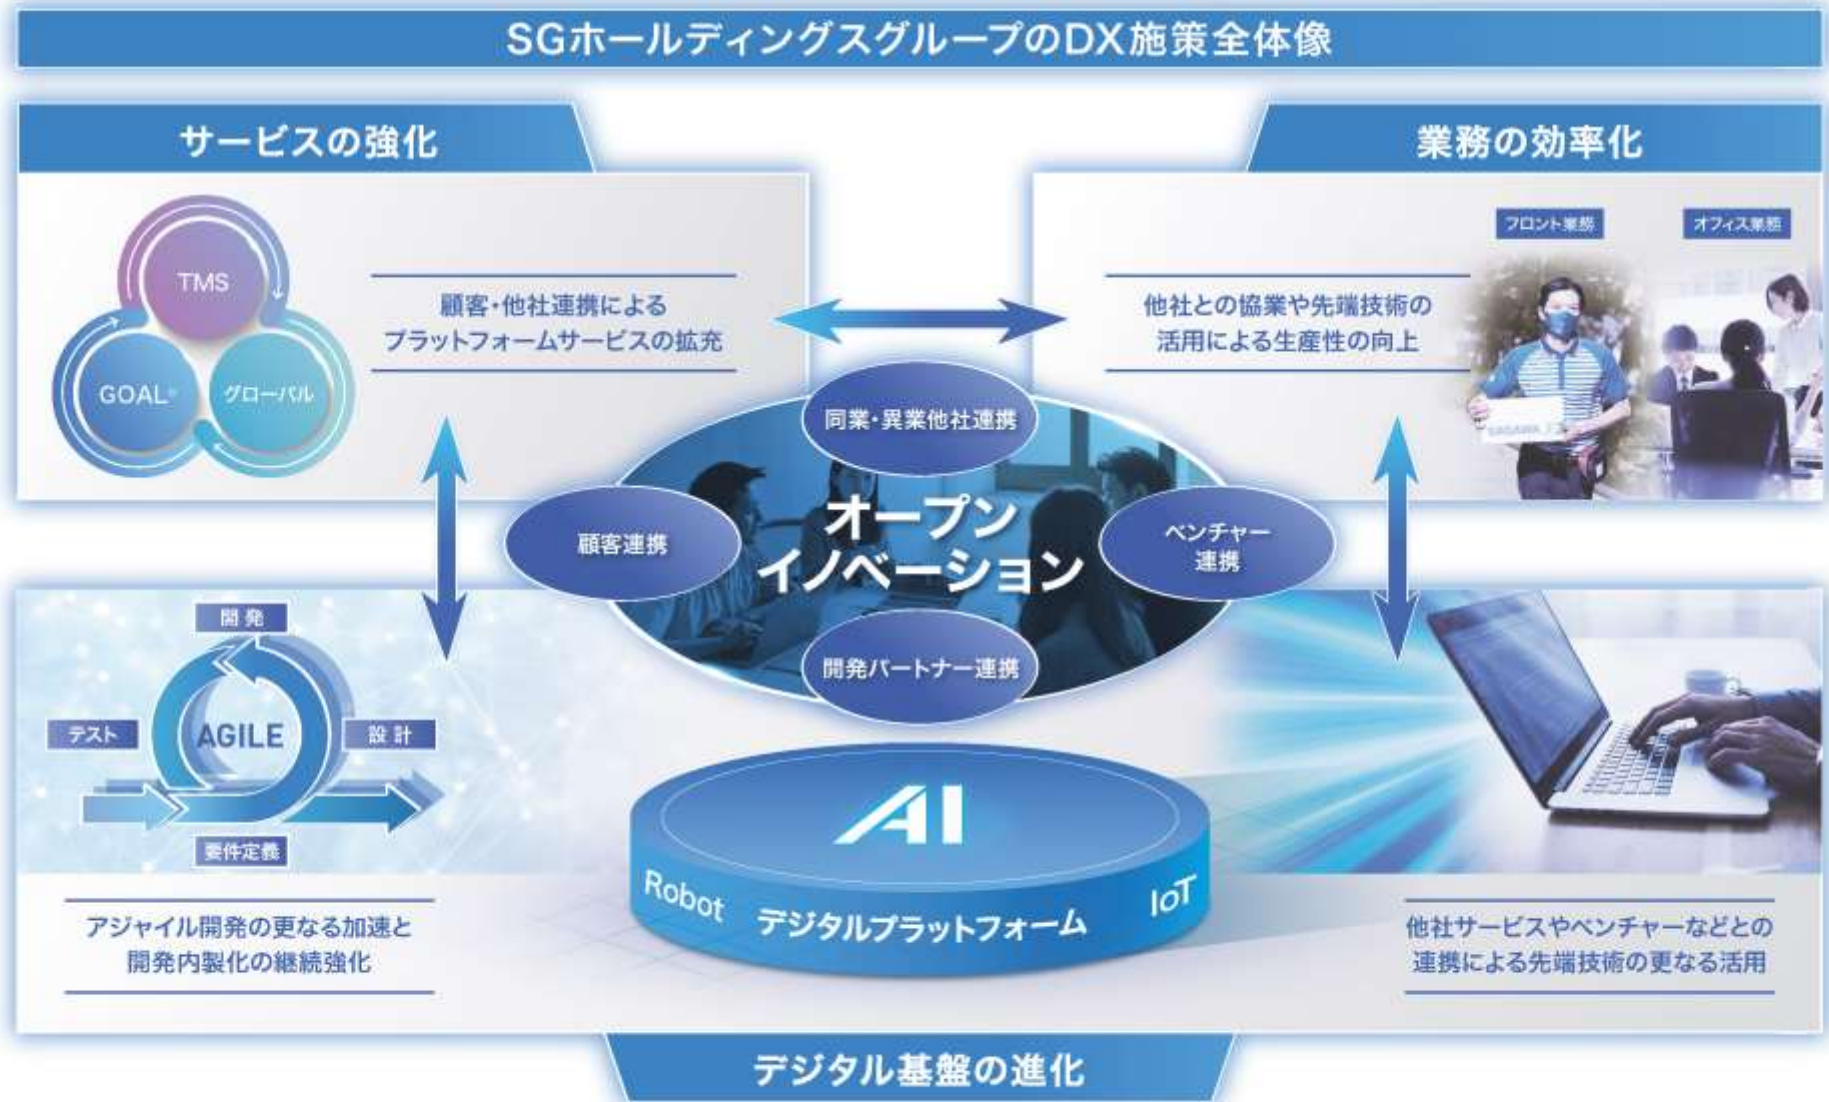 SGホールディングスグループのDX施策全体像
サービスの強化
TMS
GOAL®
グローバル
顧客・他社連携による
プラットフォームサービスの拡充
業務の効率化
フロント業務
オフィス業務
他社との協業や先端技術の
活用による生産性の向上
SAGAWA
同業・異業他社連携
顧客連携
オープン
イノベーション
ベンチャー
連携
開発パートナー連携
開発
テスト
AGILE
設計
要件定義
アジャイル開発の更なる加速と
開発内製化の継続強化
AI
Robot
デジタルプラットフォーム
IoT
他社サービスやベンチャーなどとの
連携による先端技術の更なる活用
デジタル基盤の進化